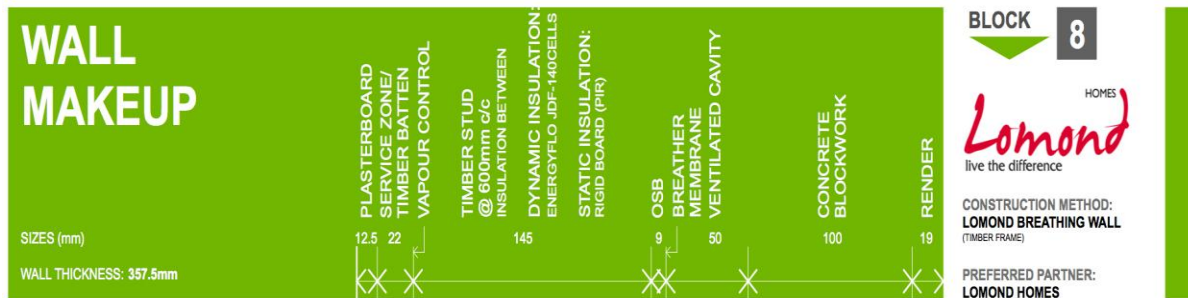 WALL
MAKEUP
PLASTERBOARD
SERVICE ZONE/
TIMBER BATTEN
VAPOUR CONTROL
TIMBER STUD
@ 600mm c/c
INSULATION BETWEEN
DYNAMIC INSULATION:
ENERGYFLO JDF-140CELLS
STATIC INSULATION:
RIGID BOARD (PIR)
OSB
BREATHER
MEMBRANE
VENTILATED CAVITY
CONCRETE
BLOCKWORK
RENDER
SIZES (mm)
12.5 22 145 9 50 100 19
WALL THICKNESS: 357.5mm
BLOCK 8
HOMES
Lomond
live the difference
CONSTRUCTION METHOD:
LOMOND BREATHING WALL
(TIMBER FRAME)
PREFERRED PARTNER:
LOMOND HOMES